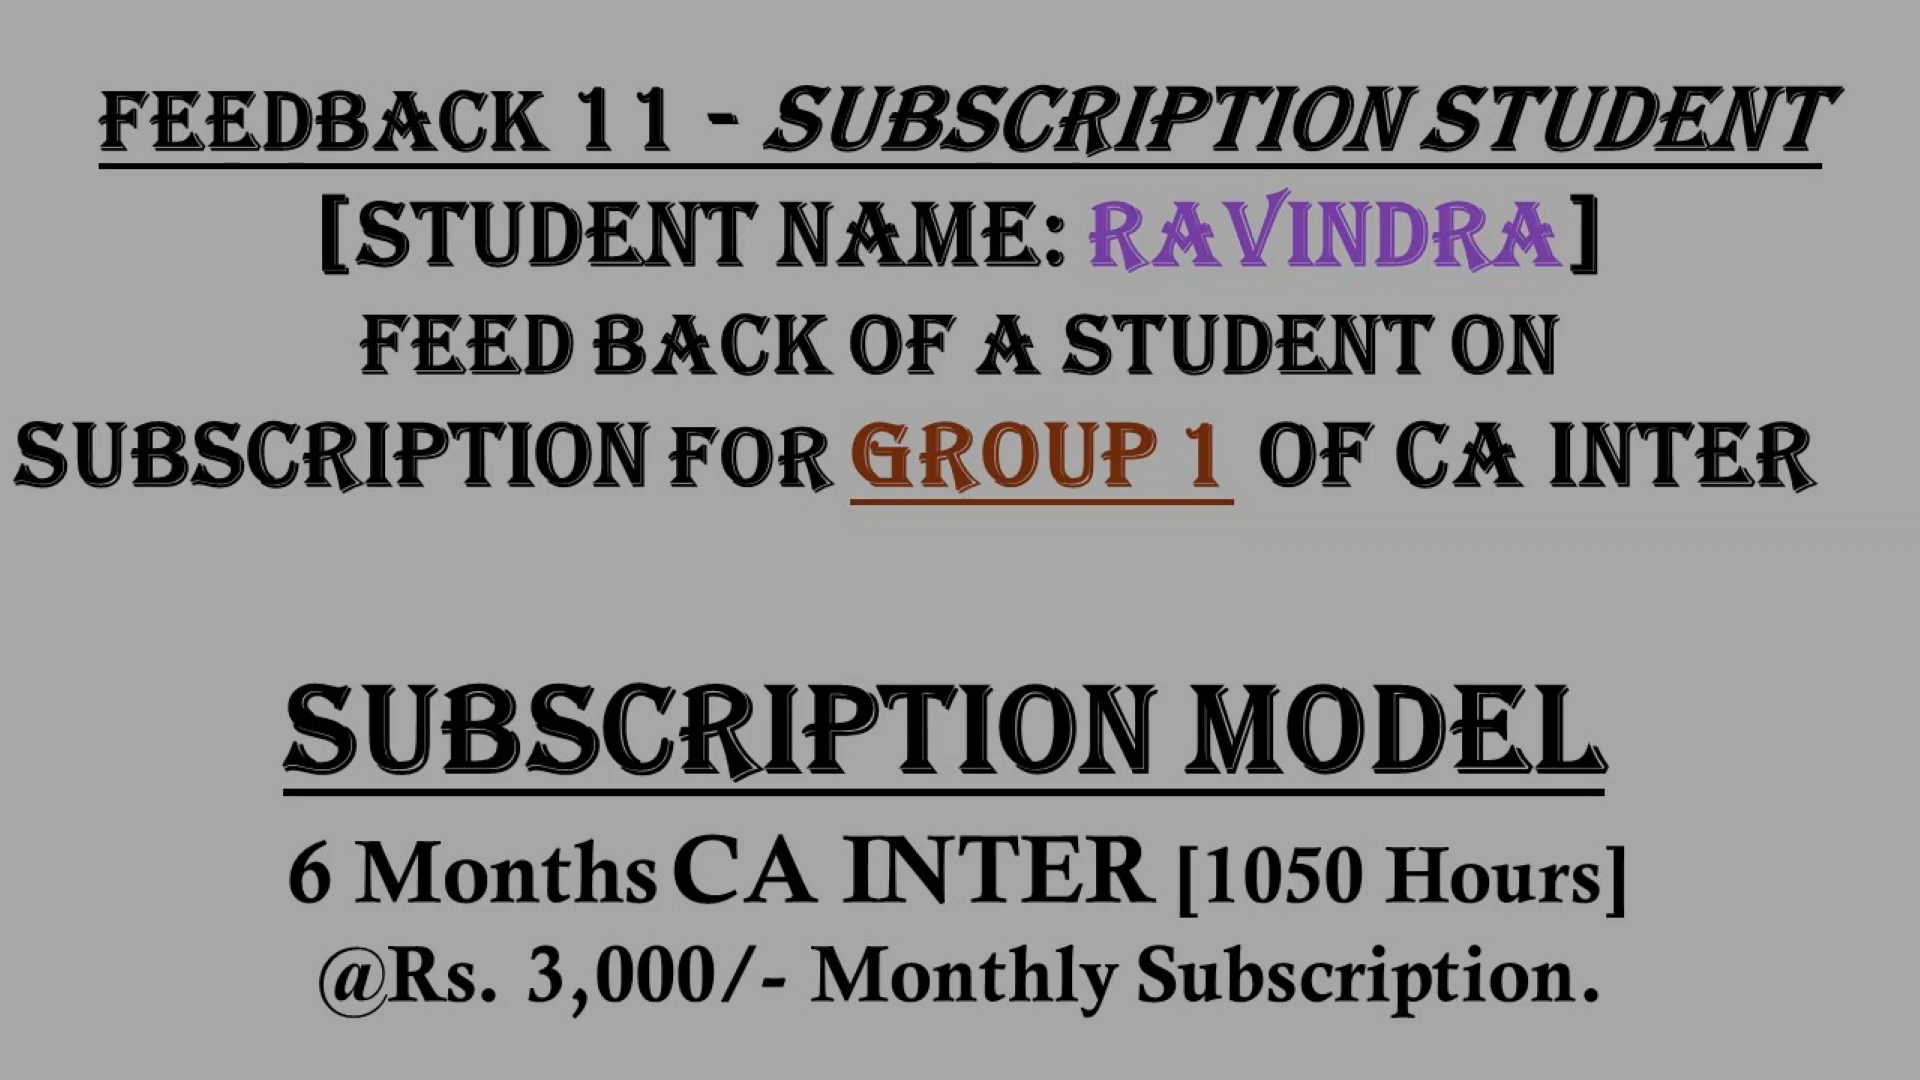 FEEDBACK 11 - SUBSCRIPTION STUDENT
[STUDENT NAME: RAVINDRA]
FEED BACK OF A STUDENT ON
SUBSCRIPTION FOR GROUP 1 OF CA INTER
SUBSCRIPTION MODEL
6 Months CA INTER [1050 Hours]
@Rs. 3,000/- Monthly Subscription.